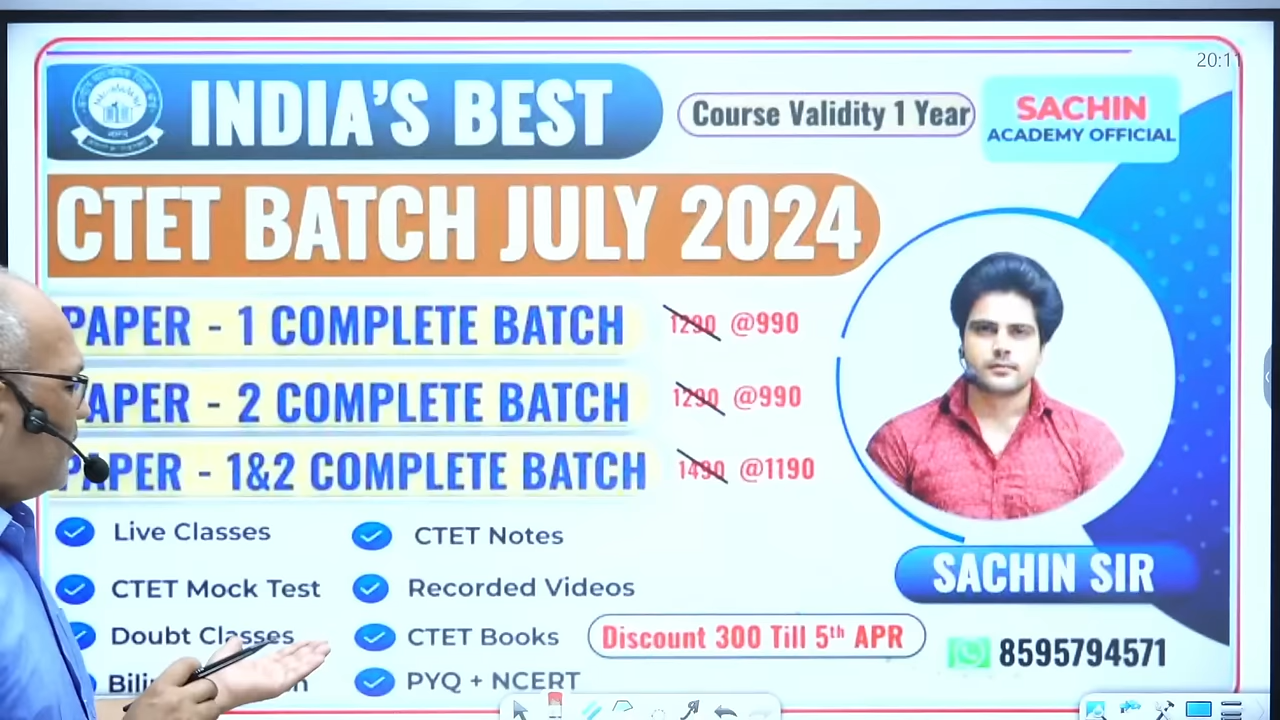 20:11
INDIA'S BEST
Course Validity 1 Year
SACHIN
ACADEMY OFFICIAL
CTET BATCH JULY 2024
PAPER - 1 COMPLETE BATCH 1290 @990
PAPER - 2 COMPLETE BATCH 1290 @990
PAPER - 1&2 COMPLETE BATCH 1490 @1190
Live Classes
CTET Notes
CTET Mock Test
Recorded Videos
Doubt Classes
CTET Books
PYQ + NCERT
Discount 300 Till 5th APR
SACHIN SIR
8595794571